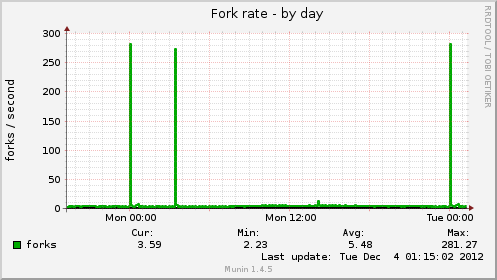 Fork rate - by day
RRDTOOL / TOBI OETIKER
forks / second
300
250
200
150
100
50
0
Mon 00:00 Mon 12:00 Tue 00:00
Cur: Min: Avg: Max:
forks 3.59 2.23 5.48 281.27
Last update: Tue Dec 4 01:15:02 2012
Munin 1.4.5